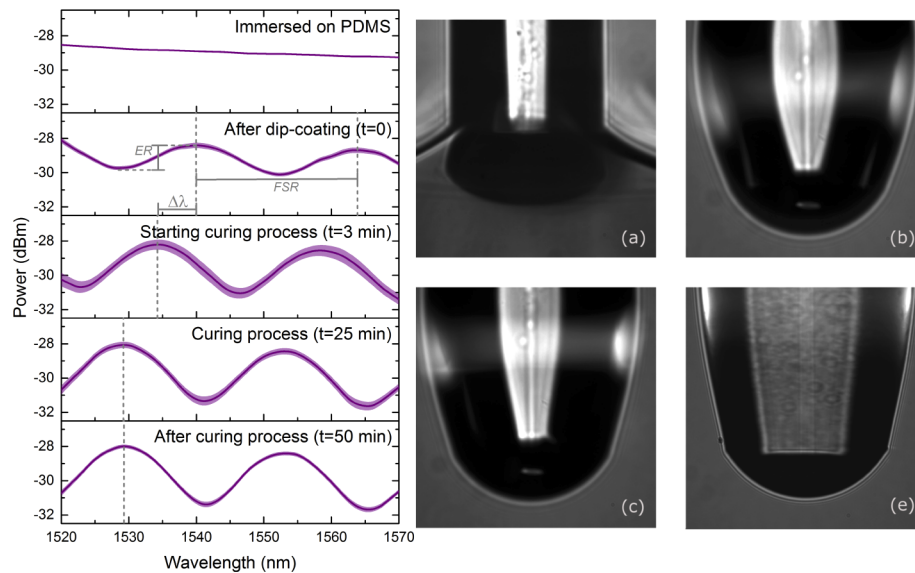 Immersed on PDMS
-28
-30
-32
After dip-coating (t=0)
-28
ER
-30
FSR
-32
Δλ
Starting curing process (t=3 min)
-28
-30
-32
Curing process (t=25 min)
-28
-30
-32
After curing process (t=50 min)
-28
-30
-32
1520 1530 1540 1550 1560 1570
Wavelength (nm)
Power (dBm)
(a)
(b)
(c)
(e)